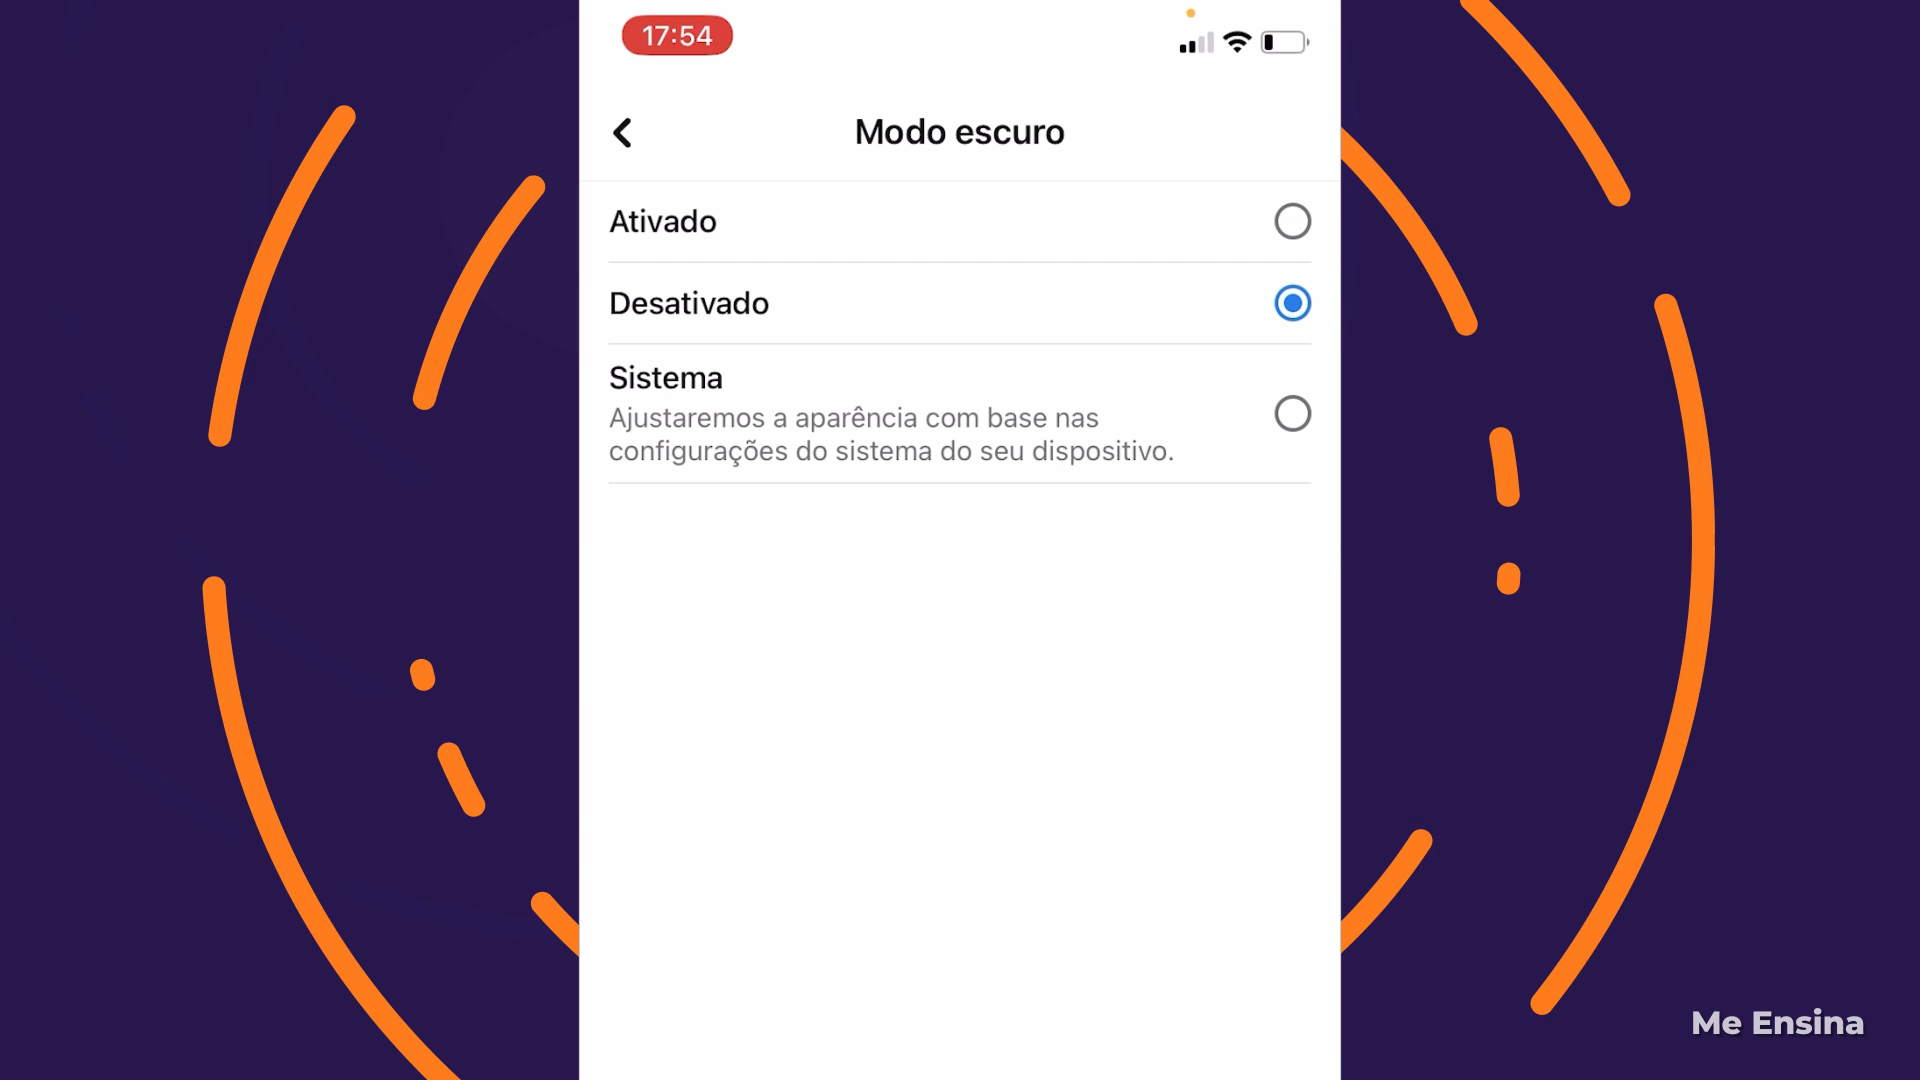 17:54
Modo escuro
Ativado
Desativado
Sistema
Ajustaremos a aparência com base nas
configurações do sistema do seu dispositivo.
Me Ensina